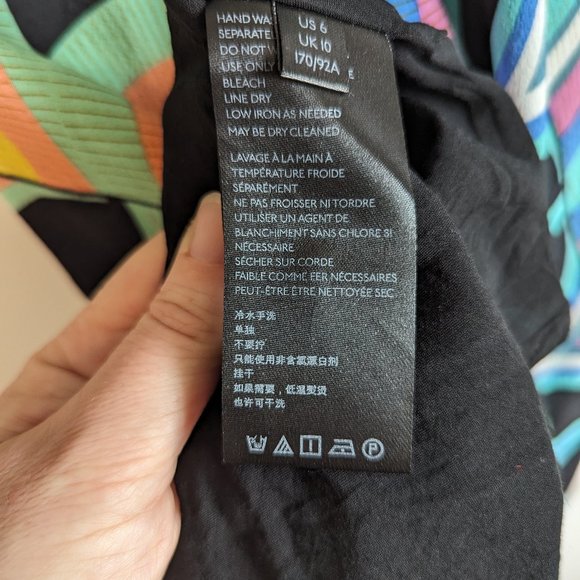 HAND WA
SEPARATE
DO NOT W
USE ONLY E
BLEACH
LINE DRY
LOW IRON AS NEEDED
MAY BE DRY CLEANED
US 6
UK 10
170/92A
LAVAGE À LA MAIN À
TEMPÉRATURE FROIDE
SÉPARÉMENT
NE PAS FROISSER NI TORDRE
UTILISER UN AGENT DE
BLANCHIMENT SANS CHLORE SI
NÉCESSAIRE
SÉCHER SUR CORDE
FAIBLE COMME FER NÉCESSAIRES
PEUT-ÊTRE ÊTRE NETTOYÉE SEC
冷水手洗
单独
不要拧
只能使用非含氯漂白剂
挂干
如果需要，低温熨烫
也许可干洗
P